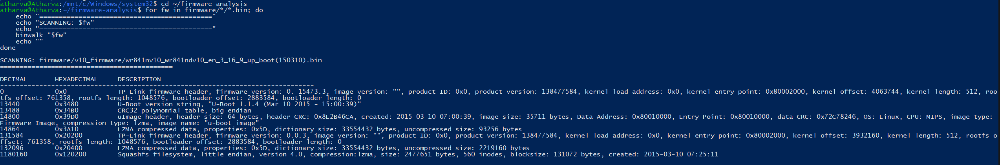 atharva@Atharva:/mnt/c/Windows/system32$ cd ~/firmware-analysis
atharva@Atharva:~/firmware-analysis$ for fw in firmware/*/*.bin; do
    echo "============================================"
    echo "SCANNING: $fw"
    echo "============================================"
    binwalk "$fw"
    echo ""
done
============================================
SCANNING: firmware/v10_firmware/wr841nv10_wr841ndv10_en_3_16_9_up_boot(150310).bin
============================================
DECIMAL       HEXADECIMAL     DESCRIPTION
--------------------------------------------------------------------------------
0             0x0             TP-Link firmware header, firmware version: 0.-15473.3, image version: "", product ID: 0x0, product version: 138477584, kernel load address: 0x0, kernel entry point: 0x80002000, kernel offset: 4063744, kernel length: 512, roo
tfs offset: 761358, rootfs length: 1048576, bootloader offset: 2883584, bootloader length: 0
13440         0x3480          U-Boot version string, "U-Boot 1.1.4 (Mar 10 2015 - 15:00:39)"
13488         0x34B0          CRC32 polynomial table, big endian
14800         0x39D0          uImage header, header size: 64 bytes, header CRC: 0x8E2B46CA, created: 2015-03-10 07:00:39, image size: 35711 bytes, Data Address: 0x80010000, Entry Point: 0x80010000, data CRC: 0x72C78246, OS: Linux, CPU: MIPS, image type:
Firmware Image, compression type: lzma, image name: "u-boot image"
14864         0x3A10          LZMA compressed data, properties: 0x5D, dictionary size: 33554432 bytes, uncompressed size: 93256 bytes
131584        0x20200         TP-Link firmware header, firmware version: 0.0.3, image version: "", product ID: 0x0, product version: 138477584, kernel load address: 0x0, kernel entry point: 0x80002000, kernel offset: 3932160, kernel length: 512, rootfs o
ffset: 761358, rootfs length: 1048576, bootloader offset: 2883584, bootloader length: 0
132096        0x20400         LZMA compressed data, properties: 0x5D, dictionary size: 33554432 bytes, uncompressed size: 2219160 bytes
1180160       0x120200        Squashfs filesystem, little endian, version 4.0, compression:lzma, size: 2477651 bytes, 560 inodes, blocksize: 131072 bytes, created: 2015-03-10 07:25:11